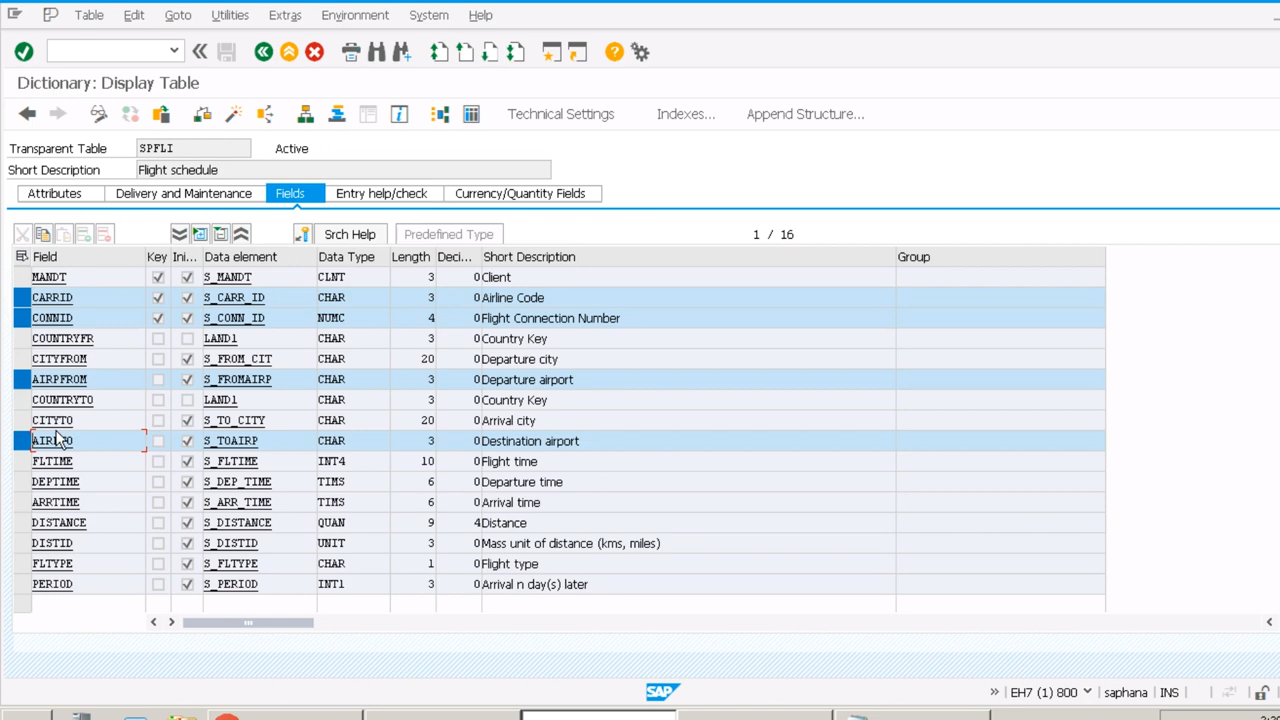 Table Edit Goto Utilities Extras Environment System Help
Dictionary: Display Table
Technical Settings Indexes... Append Structure...
Transparent Table SPFLI Active
Short Description Flight schedule
Attributes Delivery and Maintenance Fields Entry help/check Currency/Quantity Fields
Srch Help Predefined Type 1 / 16
Field Key Ini... Data element Data Type Length Deci... Short Description Group
MANDT S_MANDT CLNT 3 0 Client
CARRID S_CARR_ID CHAR 3 0 Airline Code
CONNID S_CONN_ID NUMC 4 0 Flight Connection Number
COUNTRYFR LAND1 CHAR 3 0 Country Key
CITYFROM S_FROM_CIT CHAR 20 0 Departure city
AIRPFROM S_FROMAIRP CHAR 3 0 Departure airport
COUNTRYTO LAND1 CHAR 3 0 Country Key
CITYTO S_TO_CITY CHAR 20 0 Arrival city
S_TOAIRP CHAR 3 0 Destination airport
FLTIME S_FLTIME INT4 10 0 Flight time
DEPTIME S_DEP_TIME TIMS 6 0 Departure time
ARRTIME S_ARR_TIME TIMS 6 0 Arrival time
DISTANCE S_DISTANCE QUAN 9 4 Distance
DISTID S_DISTID UNIT 3 0 Mass unit of distance (kms, miles)
FLTYPE S_FLTYPE CHAR 1 0 Flight type
PERIOD S_PERIOD INT1 3 0 Arrival n day(s) later
SAP EH7 (1) 800 saphana INS